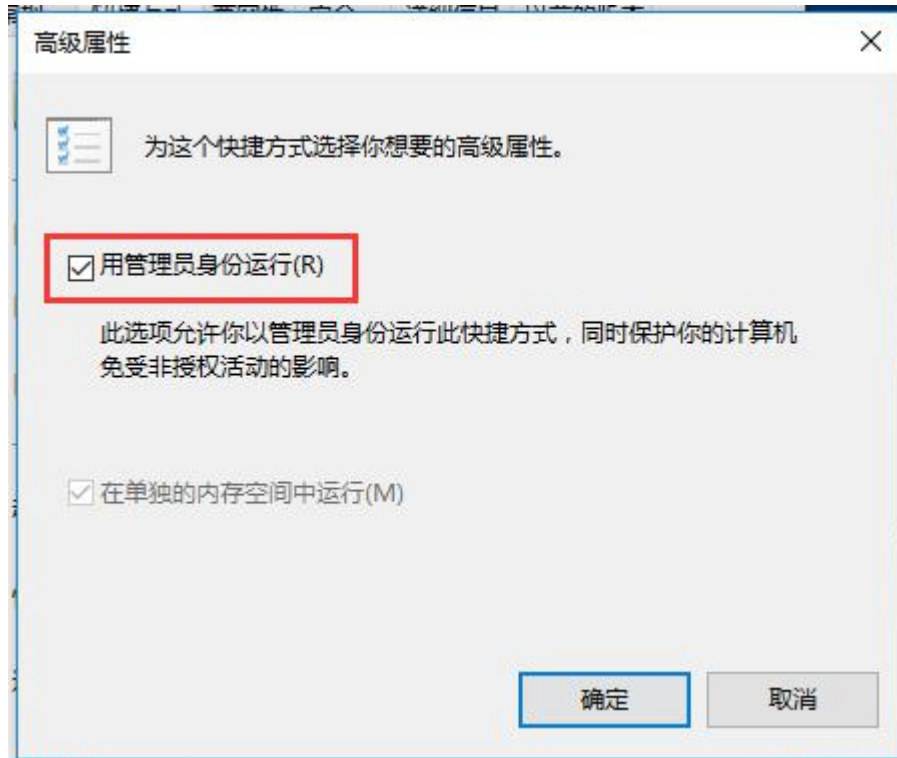 高级属性
为这个快捷方式选择你想要的高级属性。
用管理员身份运行(R)
此选项允许你以管理员身份运行此快捷方式，同时保护你的计算机
免受非授权活动的影响。
在单独的内存空间中运行(M)
确定
取消